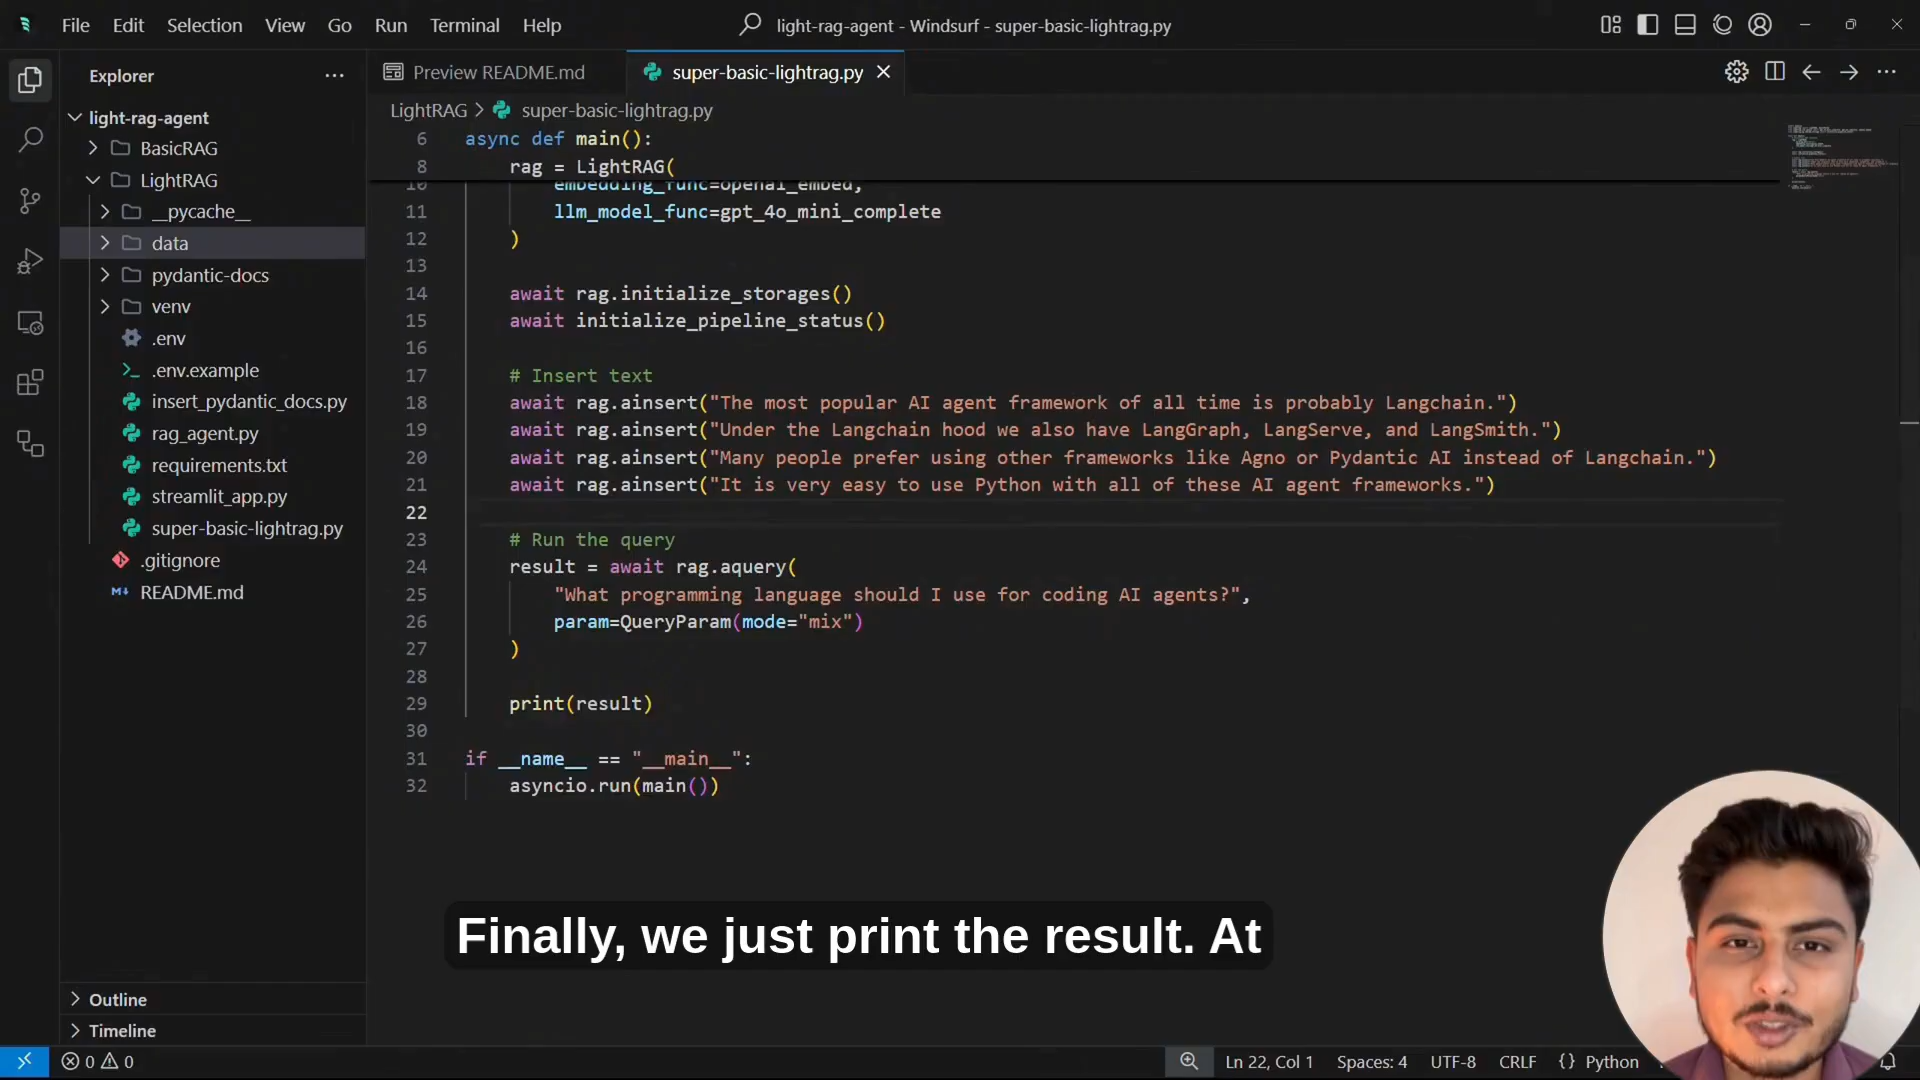 File Edit Selection View Go Run Terminal Help
light-rag-agent - Windsurf - super-basic-lightrag.py
Explorer
Preview README.md
super-basic-lightrag.py
light-rag-agent
BasicRAG
LightRAG
__pycache__
data
pydantic-docs
venv
.env
.env.example
insert_pydantic_docs.py
rag_agent.py
requirements.txt
streamlit_app.py
super-basic-lightrag.py
.gitignore
README.md
Outline
Timeline
LightRAG > super-basic-lightrag.py
6 async def main():
8 rag = LightRAG(
10 embedding_func=openai_embed,
11 llm_model_func=gpt_4o_mini_complete
12 )
13
14 await rag.initialize_storages()
15 await initialize_pipeline_status()
16
17 # Insert text
18 await rag.ainsert("The most popular AI agent framework of all time is probably Langchain.")
19 await rag.ainsert("Under the Langchain hood we also have LangGraph, LangServe, and LangSmith.")
20 await rag.ainsert("Many people prefer using other frameworks like Agno or Pydantic AI instead of Langchain.")
21 await rag.ainsert("It is very easy to use Python with all of these AI agent frameworks.")
22
23 # Run the query
24 result = await rag.aquery(
25 "What programming language should I use for coding AI agents?",
26 param=QueryParam(mode="mix")
27 )
28
29 print(result)
30
31 if __name__ == "__main__":
32 asyncio.run(main())
Finally, we just print the result. At
0 0
Ln 22, Col 1 Spaces: 4 UTF-8 CRLF {} Python